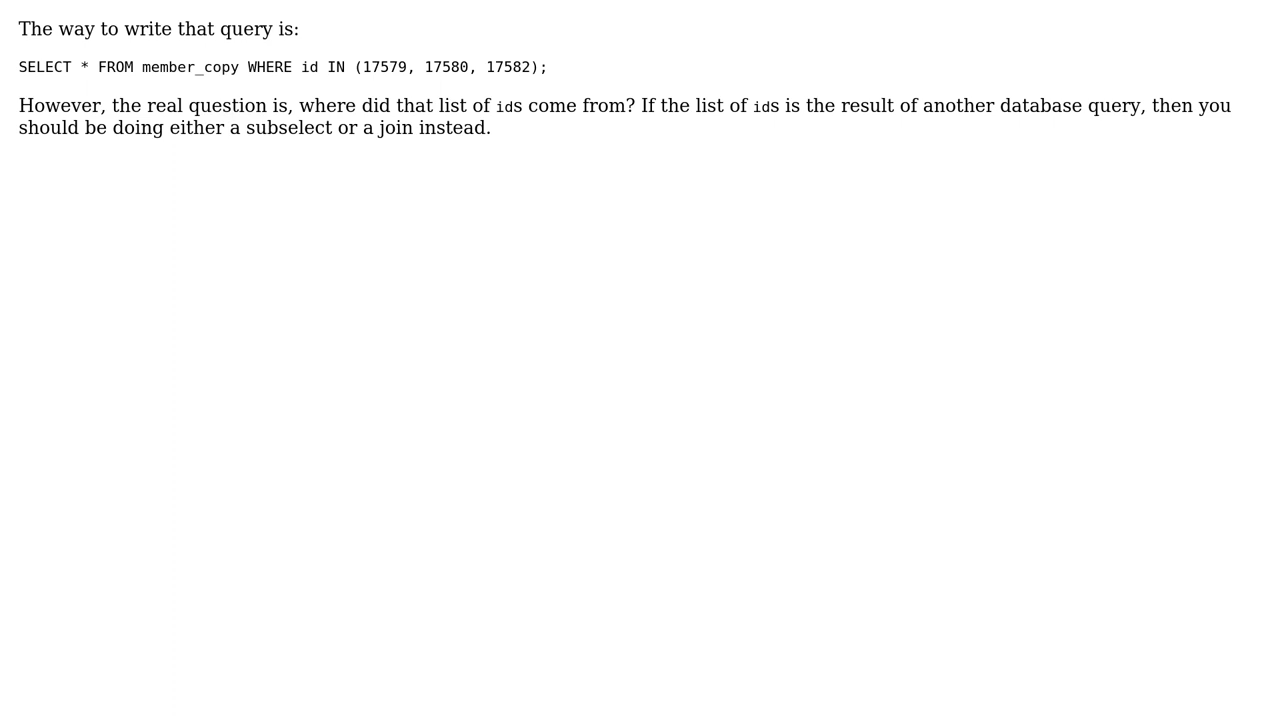 The way to write that query is:
SELECT * FROM member_copy WHERE id IN (17579, 17580, 17582);
However, the real question is, where did that list of ids come from? If the list of ids is the result of another database query, then you
should be doing either a subselect or a join instead.